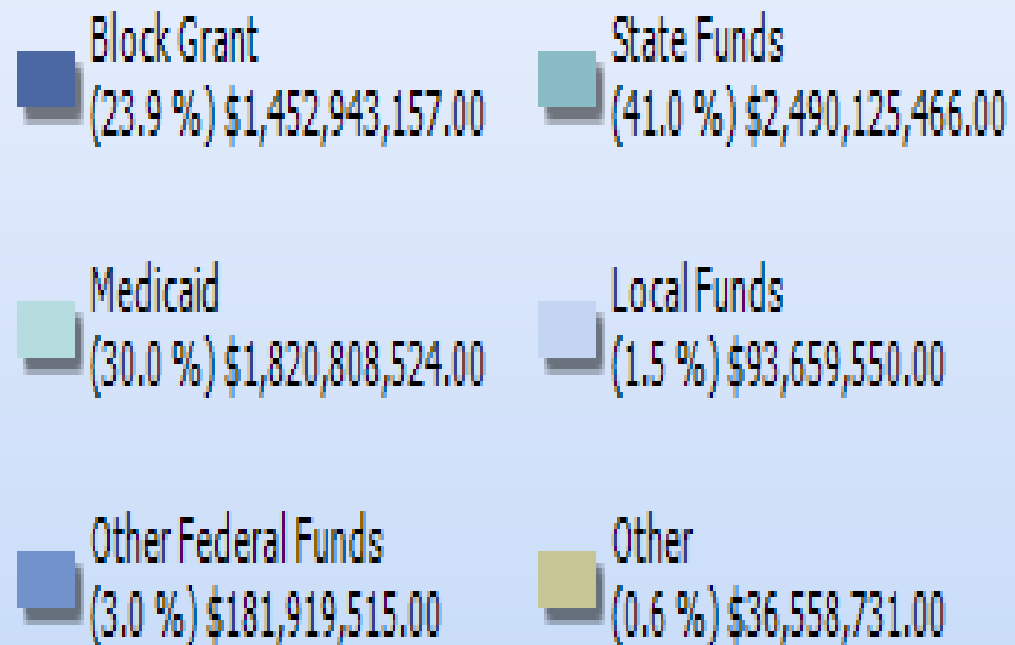 Block Grant
(23.9 %) $1,452,943,157.00
State Funds
(41.0 %) $2,490,125,466.00
Medicaid
(30.0 %) $1,820,808,524.00
Local Funds
(1.5 %) $93,659,550.00
Other Federal Funds
(3.0 %) $181,919,515.00
Other
(0.6 %) $36,558,731.00